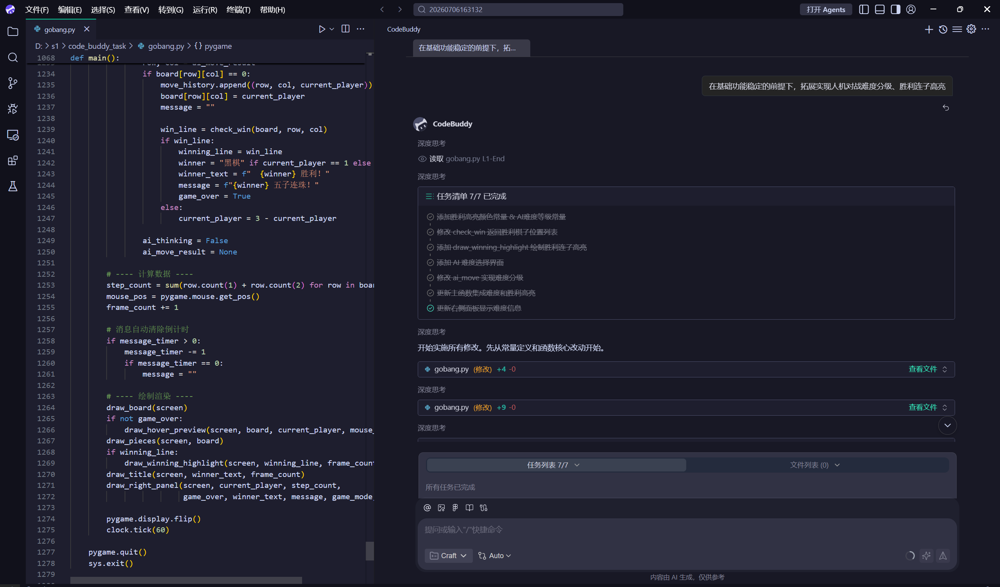 文件(F) 编辑(E) 选择(S) 查看(V) 转到(G) 运行(R) 终端(T) 帮助(H)
20260706163132
打开 Agents
gobang.py
D: > s1 > code_buddy_task > gobang.py > {} pygame
1068 def main():
1234 if board[row][col] == 0:
1235 move_history.append((row, col, current_player))
1236 board[row][col] = current_player
1237 message = ""
1238
1239 win_line = check_win(board, row, col)
1240 if win_line:
1241 winning_line = win_line
1242 winner = "黑棋" if current_player == 1 else
1243 winner_text = f"  {winner} 胜利！"
1244 message = f"{winner} 五子连珠！"
1245 game_over = True
1246 else:
1247 current_player = 3 - current_player
1248
1249 ai_thinking = False
1250 ai_move_result = None
1251
1252 # ---- 计算数据 ----
1253 step_count = sum(row.count(1) + row.count(2) for row in boar
1254 mouse_pos = pygame.mouse.get_pos()
1255 frame_count += 1
1256
1257 # 消息自动清除倒计时
1258 if message_timer > 0:
1259 message_timer -= 1
1260 if message_timer == 0:
1261 message = ""
1262
1263 # ---- 绘制渲染 ----
1264 draw_board(screen)
1265 if not game_over:
1266 draw_hover_preview(screen, board, current_player, mouse_
1267 draw_pieces(screen, board)
1268 if winning_line:
1269 draw_winning_highlight(screen, winning_line, frame_coun
1270 draw_title(screen, winner_text, frame_count)
1271 draw_right_panel(screen, current_player, step_count,
1272 game_over, winner_text, message, game_mode,
1273
1274 pygame.display.flip()
1275 clock.tick(60)
1276
1277 pygame.quit()
1278 sys.exit()
1279
CodeBuddy
在基础功能稳定的前提下，拓...
在基础功能稳定的前提下，拓展实现人机对战难度分级、胜利连子高亮
CodeBuddy
深度思考
读取 gobang.py L1-End
深度思考
任务清单 7/7 已完成
添加胜利高亮颜色常量 & AI难度等级常量
修改 check_win 返回胜利棋子位置列表
添加 draw_winning_highlight 绘制胜利连子高亮
添加 AI 难度选择界面
修改 ai_move 实现难度分级
更新主函数集成难度和胜利高亮
更新右侧面板显示难度信息
深度思考
开始实施所有修改。先从常量定义和函数核心改动开始。
gobang.py (修改) +4 -0 查看文件
深度思考
gobang.py (修改) +9 -0 查看文件
深度思考
任务列表 7/7 文件列表 (0)
所有任务已完成
提问或输入"/"快捷命令
Craft Auto
内容由 AI 生成，仅供参考